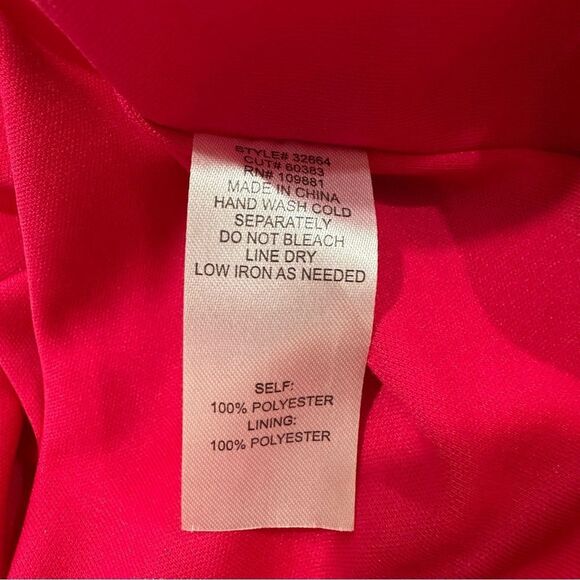 STYLE# 32664
CUT# 60383
RN# 109881
MADE IN CHINA
HAND WASH COLD
SEPARATELY
DO NOT BLEACH
LINE DRY
LOW IRON AS NEEDED
SELF:
100% POLYESTER
LINING:
100% POLYESTER